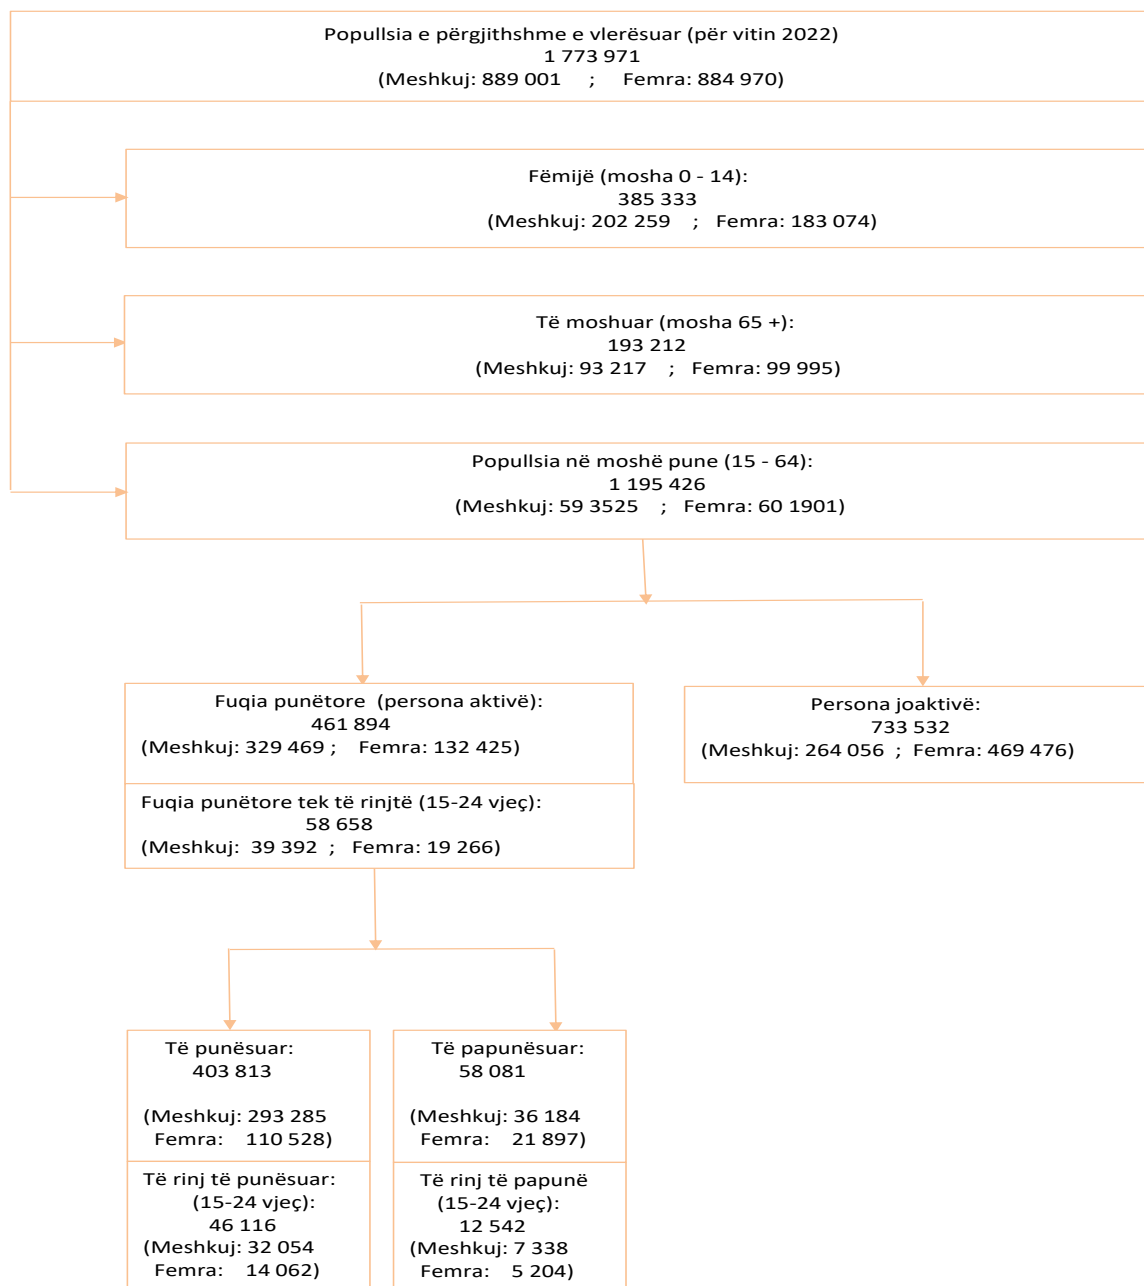 Popullsia e përgjithshme e vlerësuar (për vitin 2022)
1 773 971
(Meshkuj: 889 001 ; Femra: 884 970)
Fëmijë (mosha 0 - 14):
385 333
(Meshkuj: 202 259 ; Femra: 183 074)
Të moshuar (mosha 65 +):
193 212
(Meshkuj: 93 217 ; Femra: 99 995)
Popullsia në moshë pune (15 - 64):
1 195 426
(Meshkuj: 59 3525 ; Femra: 60 1901)
Fuqia punëtore (persona aktivë):
461 894
(Meshkuj: 329 469 ; Femra: 132 425)
Persona joaktivë:
733 532
(Meshkuj: 264 056 ; Femra: 469 476)
Fuqia punëtore tek të rinjtë (15-24 vjeç):
58 658
(Meshkuj: 39 392 ; Femra: 19 266)
Të punësuar:
403 813
(Meshkuj: 293 285
Femra: 110 528)
Të rinj të punësuar:
(15-24 vjeç):
46 116
(Meshkuj: 32 054
Femra: 14 062)
Të papunësuar:
58 081
(Meshkuj: 36 184
Femra: 21 897)
Të rinj të papunë
(15-24 vjeç):
12 542
(Meshkuj: 7 338
Femra: 5 204)